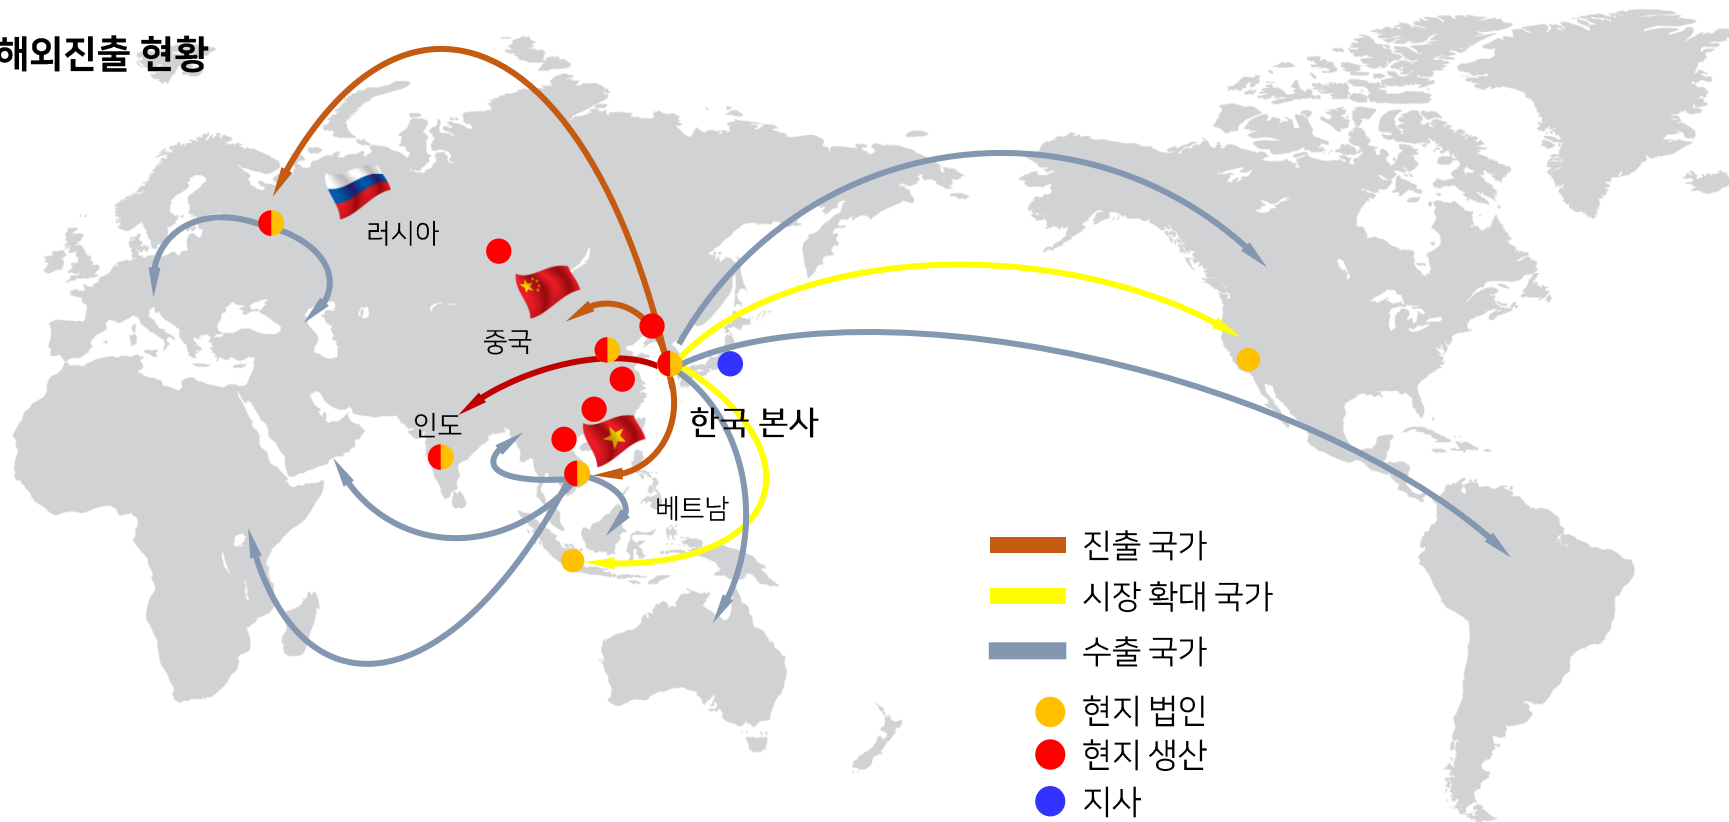 해외진출 현황
러시아
중국
인도
한국 본사
베트남
진출 국가
시장 확대 국가
수출 국가
현지 법인
현지 생산
지사